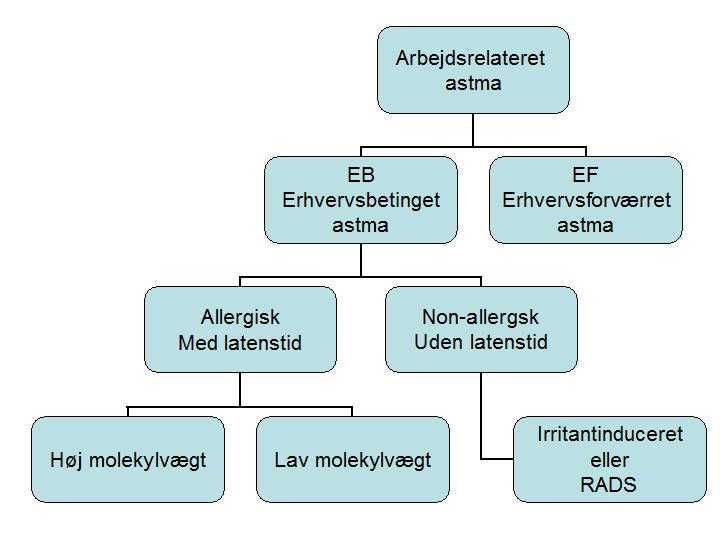 Arbejdsrelateret
astma
EB
Erhvervsbetinget
astma
EF
Erhvervsforværret
astma
Allergisk
Med latenstid
Non-allergsk
Uden latenstid
Høj molekylvægt
Lav molekylvægt
Irritantinduceret
eller
RADS